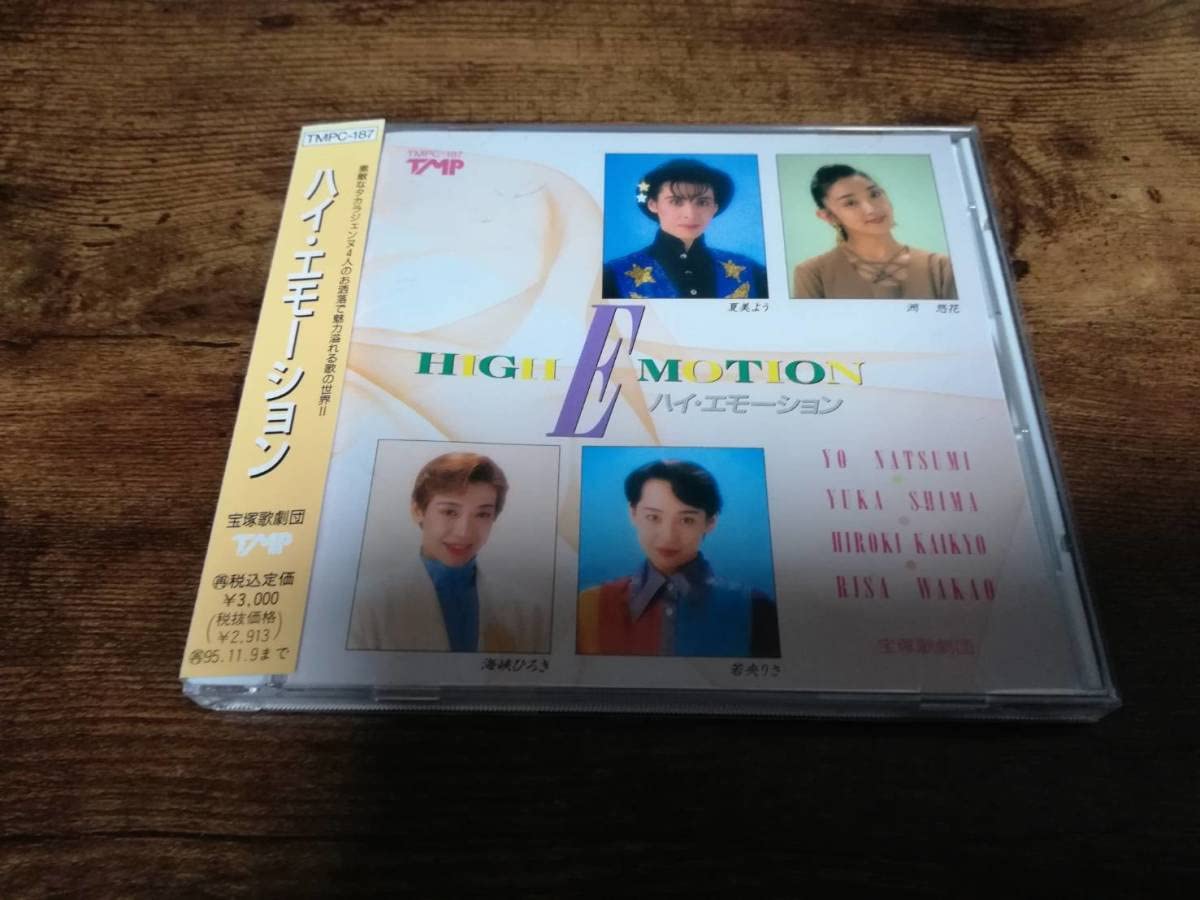 TMPC-187
ハイ・エモーション
素敵なタカラジェンヌ4人のお洒落で魅力溢れる歌の世界!!
宝塚歌劇団
TMP
再税込定価
¥3,000
(税抜価格)
¥2,913
再95.11.9まで
TMPC-187
TMP
夏美よう
洲 悠花
HIGH EMOTION
ハイ・エモーション
海峡ひろき
若央りさ
YO NATSUMI
YUKA SHIMA
HIROKI KAIKYO
RISA WAKAO
宝塚歌劇団